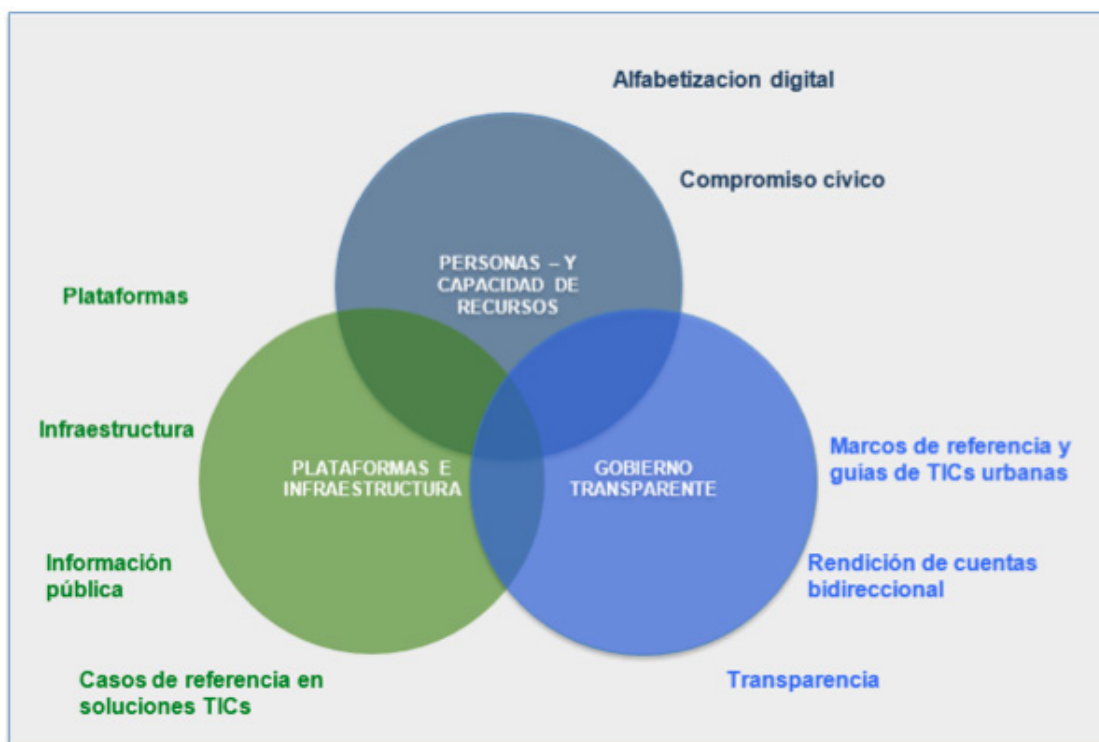 Alfabetizacion digital
Compromiso cívico
PERSONAS – Y
CAPACIDAD DE
RECURSOS
Plataformas
Infraestructura
Información
pública
Casos de referencia en
soluciones TICs
PLATAFORMAS E
INFRAESTRUCTURA
GOBIERNO
TRANSPARENTE
Marcos de referencia y
guias de TICs urbanas
Rendición de cuentas
bidireccional
Transparencia